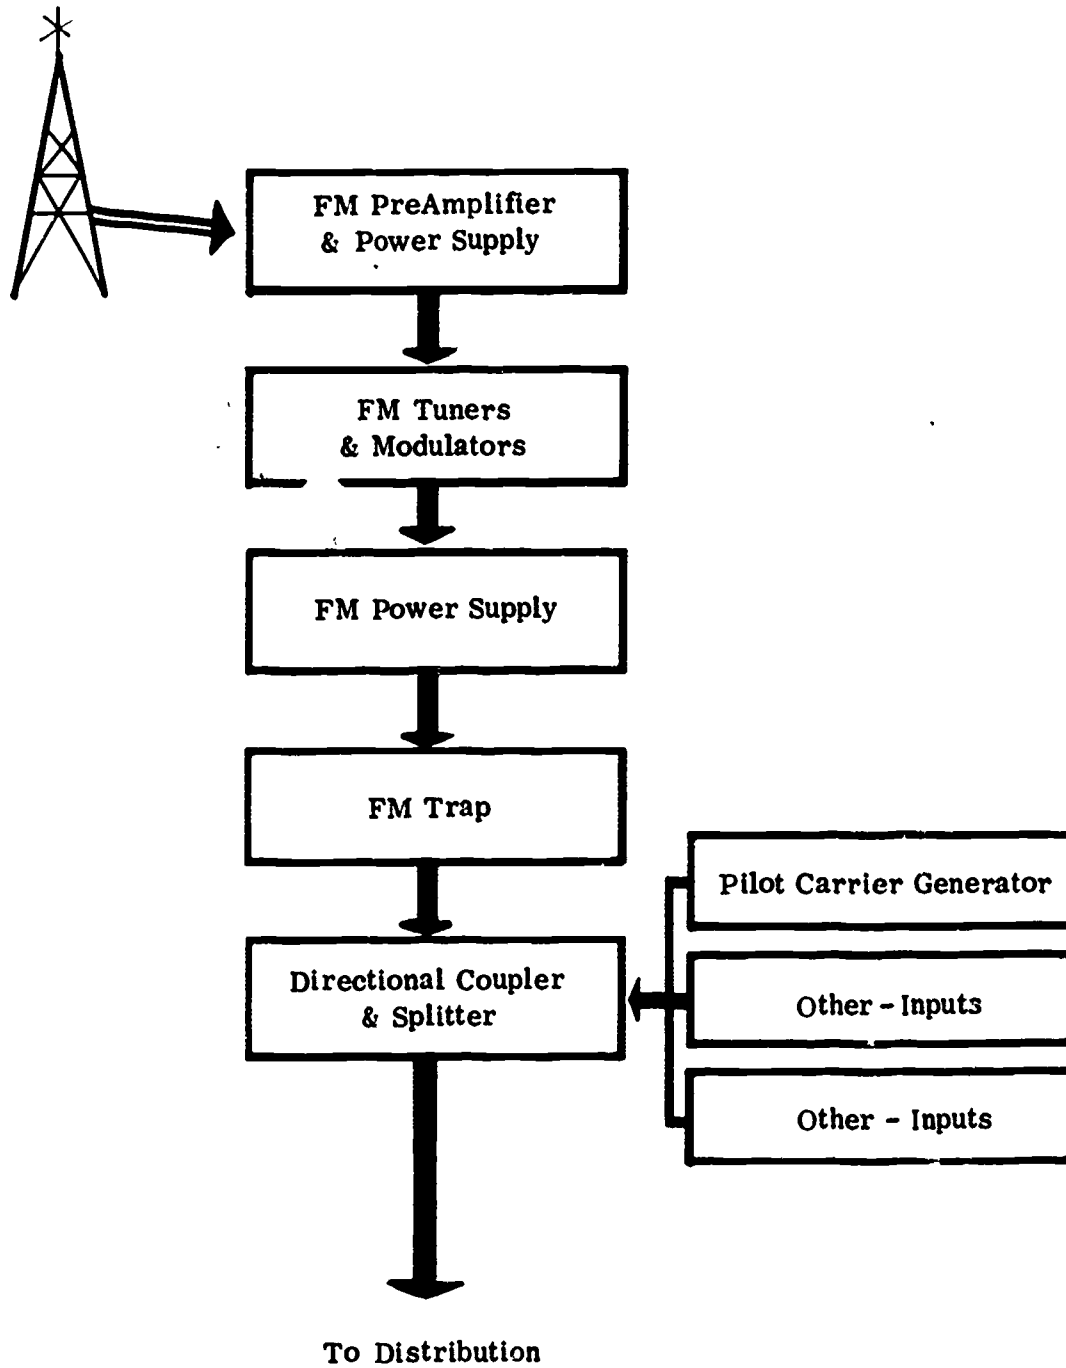 FM PreAmplifier
& Power Supply
FM Tuners
& Modulators
FM Power Supply
FM Trap
Directional Coupler
& Splitter
Pilot Carrier Generator
Other - Inputs
Other - Inputs
To Distribution